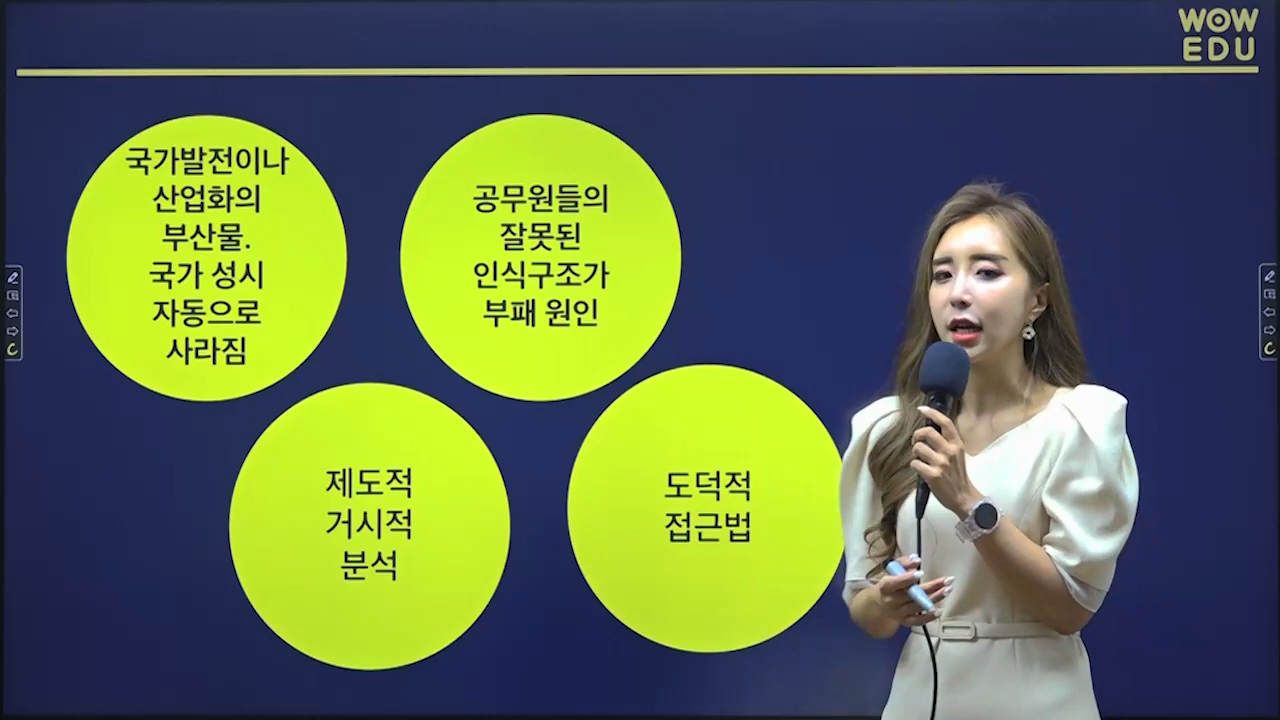 WOW
EDU
국가발전이나
산업화의
부산물.
국가 성시
자동으로
사라짐
공무원들의
잘못된
인식구조가
부패 원인
제도적
거시적
분석
도덕적
접근법